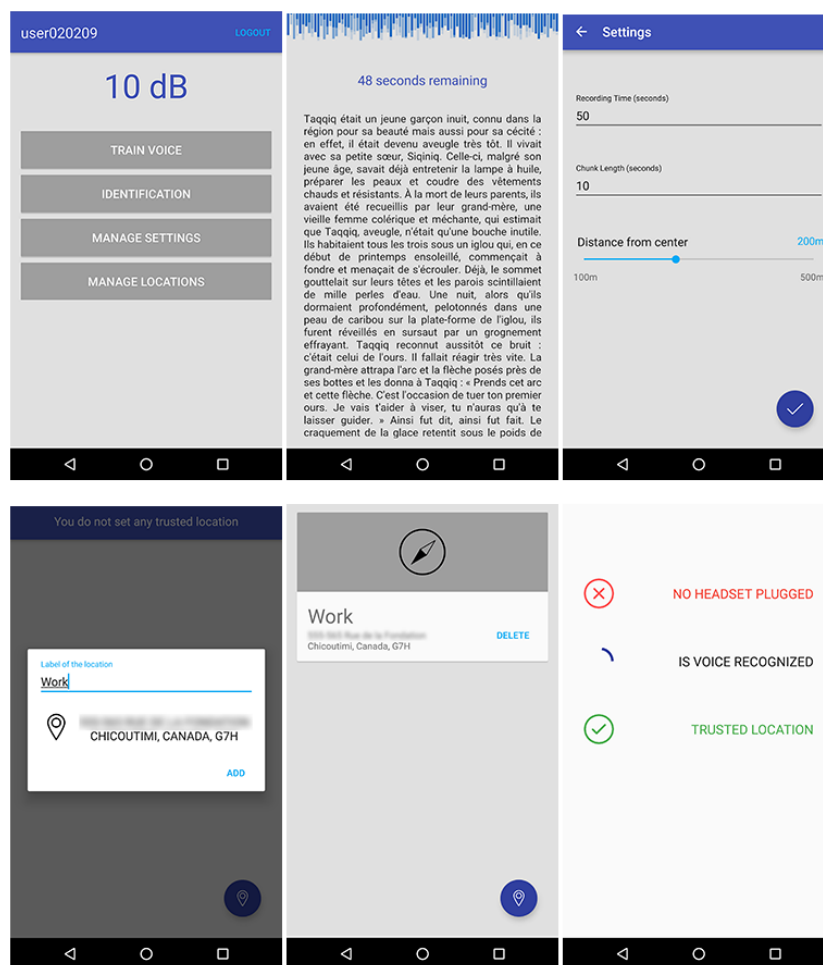 user020209 LOGOUT
10 dB
TRAIN VOICE
IDENTIFICATION
MANAGE SETTINGS
MANAGE LOCATIONS
48 seconds remaining
Taqqiq était un jeune garçon inuit, connu dans la
région pour sa beauté mais aussi pour sa cécité :
en effet, il était devenu aveugle très tôt. Il vivait
avec sa petite sœur, Siqiniq. Celle-ci, malgré son
jeune âge, savait déjà entretenir la lampe à huile,
préparer les peaux et coudre des vêtements
chauds et résistants. À la mort de leurs parents, ils
avaient été recueillis par leur grand-mère, une
vieille femme colérique et méchante, qui estimait
que Taqqiq, aveugle, n'était qu'une bouche inutile.
Ils habitaient tous les trois sous un iglou qui, en ce
début de printemps ensoleillé, commençait à
fondre et menaçait de s'écrouler. Déjà, le sommet
gouttelait sur leurs têtes et les parois scintillaient
de mille perles d'eau. Une nuit, alors qu'ils
dormaient profondément, pelotonnés dans une
peau de caribou sur la plate-forme de l'iglou, ils
furent réveillés en sursaut par un grognement
effrayant. Taqqiq reconnut aussitôt ce bruit :
c'était celui de l'ours. Il fallait réagir très vite. La
grand-mère attrapa l'arc et la flèche posés près de
ses bottes et les donna à Taqqiq : « Prends cet arc
et cette flèche. C'est l'occasion de tuer ton premier
ours. Je vais t'aider à viser, tu n'auras qu'à te
laisser guider. » Ainsi fut dit, ainsi fut fait. Le
craquement de la glace retentit sous le poids de
Settings
Recording Time (seconds)
50
Chunk Length (seconds)
10
Distance from center 200m
100m 500m
You do not set any trusted location
Label of the location
Work
CHICOUTIMI, CANADA, G7H
ADD
Work
DELETE
Chicoutimi, Canada, G7H
NO HEADSET PLUGGED
IS VOICE RECOGNIZED
TRUSTED LOCATION